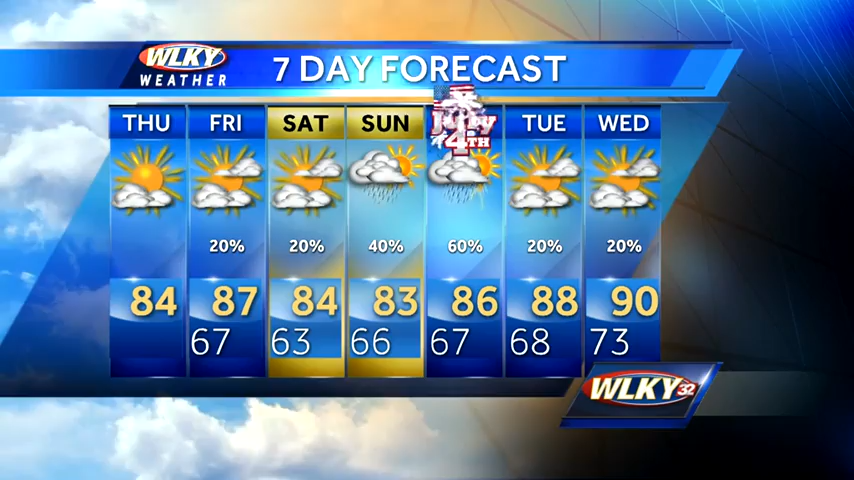 WLKY
WEATHER
7 DAY FORECAST
THU FRI SAT SUN July 4TH TUE WED
20% 20% 40% 60% 20% 20%
84 87 84 83 86 88 90
67 63 66 67 68 73
WLKY 32